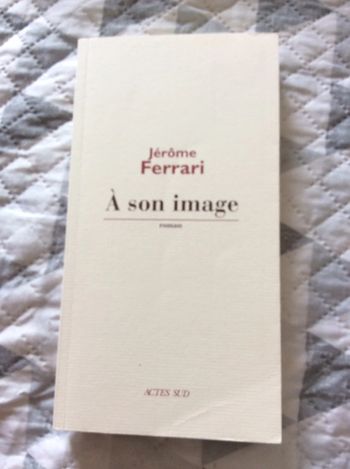 Jérôme
Ferrari
À son image
roman
ACTES SUD